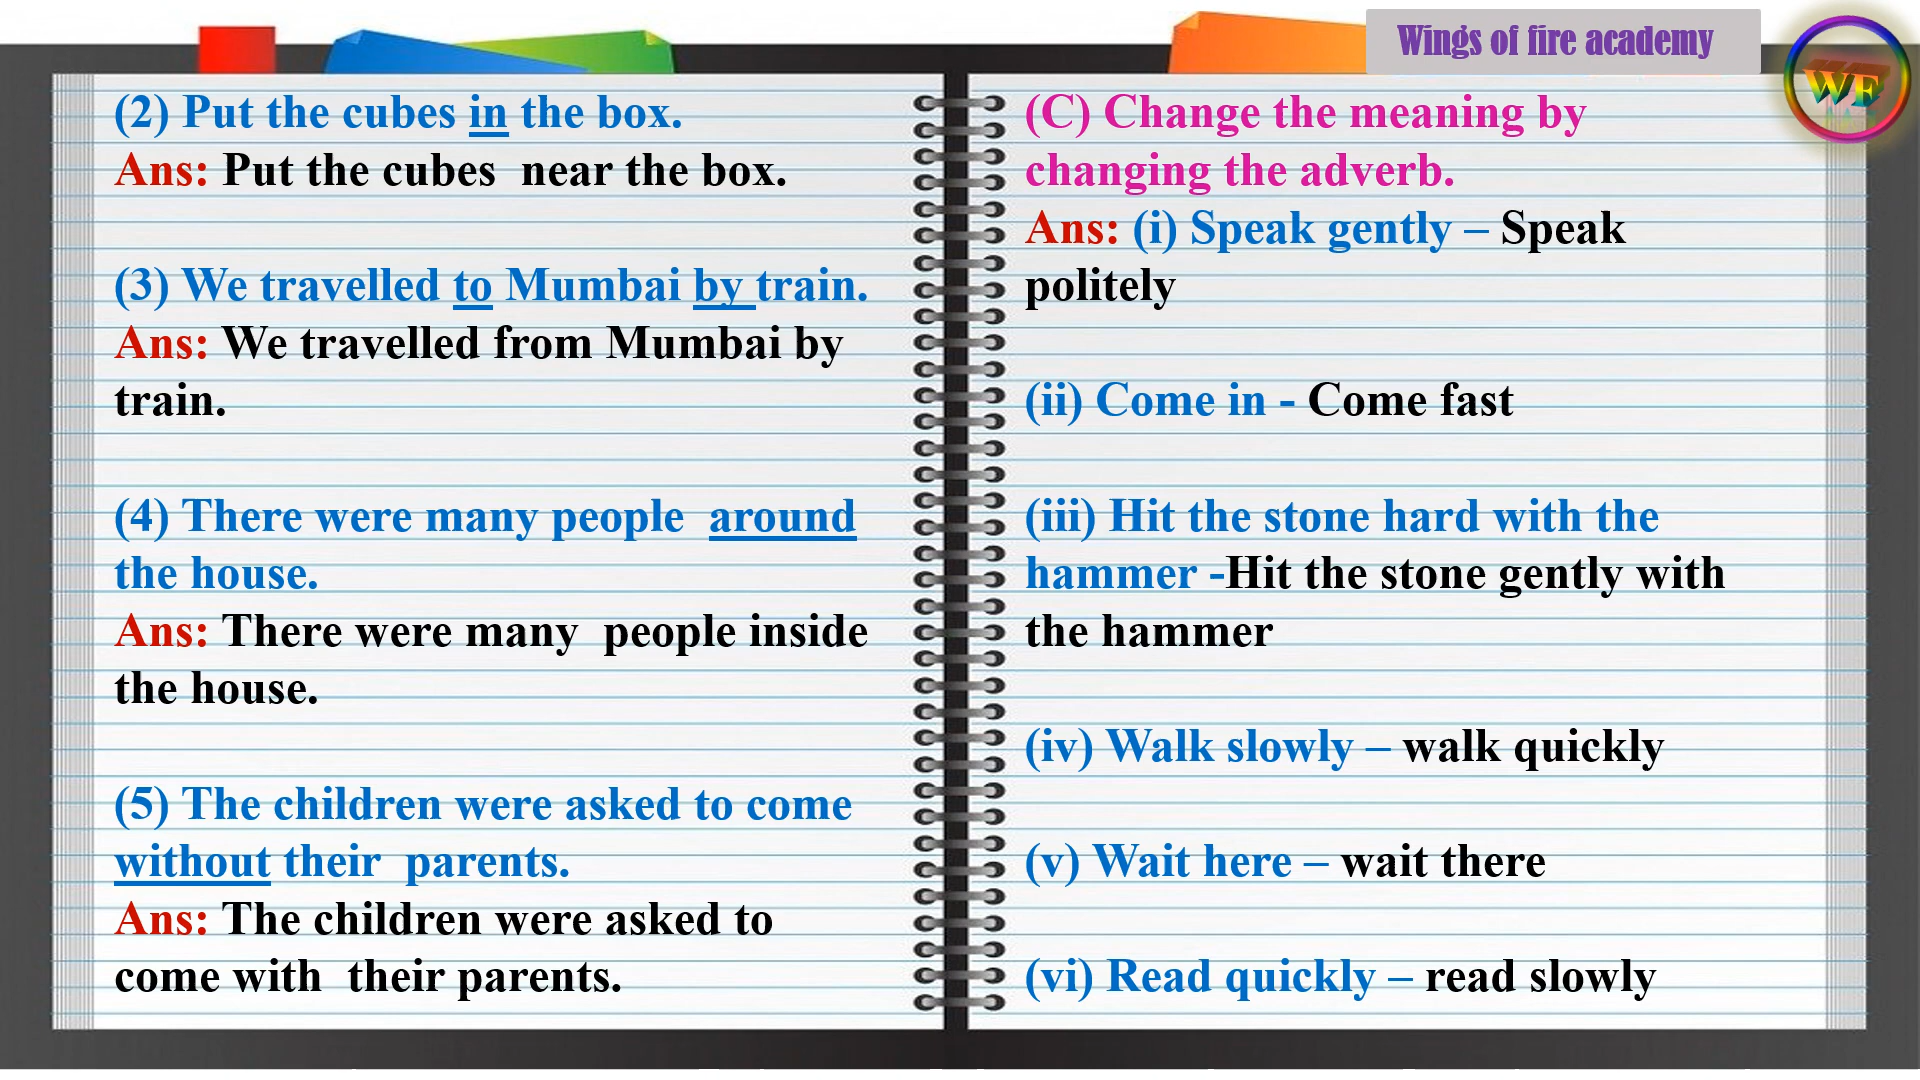 Wings of fire academy
WE
(2) Put the cubes in the box.
Ans: Put the cubes near the box.
(3) We travelled to Mumbai by train.
Ans: We travelled from Mumbai by
train.
(4) There were many people around
the house.
Ans: There were many people inside
the house.
(5) The children were asked to come
without their parents.
Ans: The children were asked to
come with their parents.
(C) Change the meaning by
changing the adverb.
Ans: (i) Speak gently – Speak
politely
(ii) Come in - Come fast
(iii) Hit the stone hard with the
hammer -Hit the stone gently with
the hammer
(iv) Walk slowly – walk quickly
(v) Wait here – wait there
(vi) Read quickly – read slowly